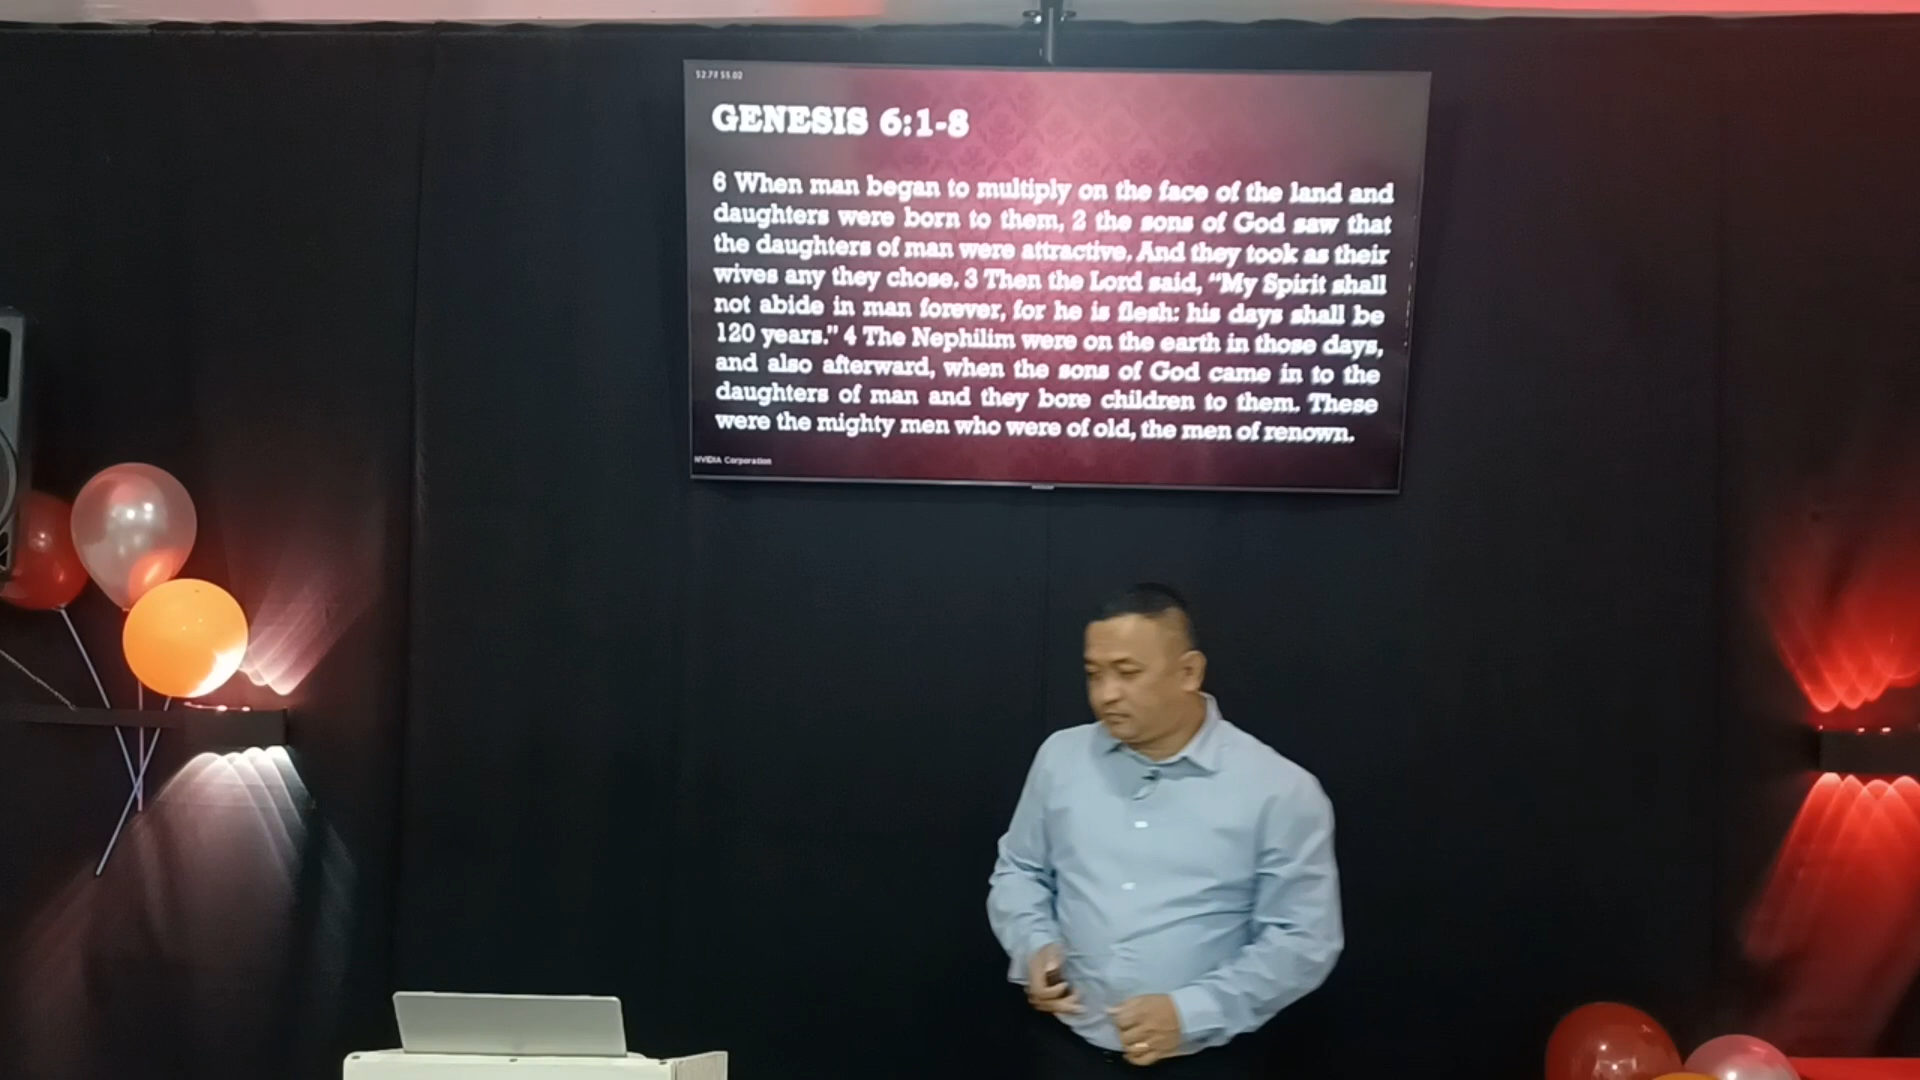 GENESIS 6:1-8
6 When man began to multiply on the face of the land and
daughters were born to them, 2 the sons of God saw that
the daughters of man were attractive. And they took as their
wives any they chose. 3 Then the Lord said, “My Spirit shall
not abide in man forever, for he is flesh: his days shall be
120 years.” 4 The Nephilim were on the earth in those days,
and also afterward, when the sons of God came in to the
daughters of man and they bore children to them. These
were the mighty men who were of old, the men of renown.
NVIDIA Corporation